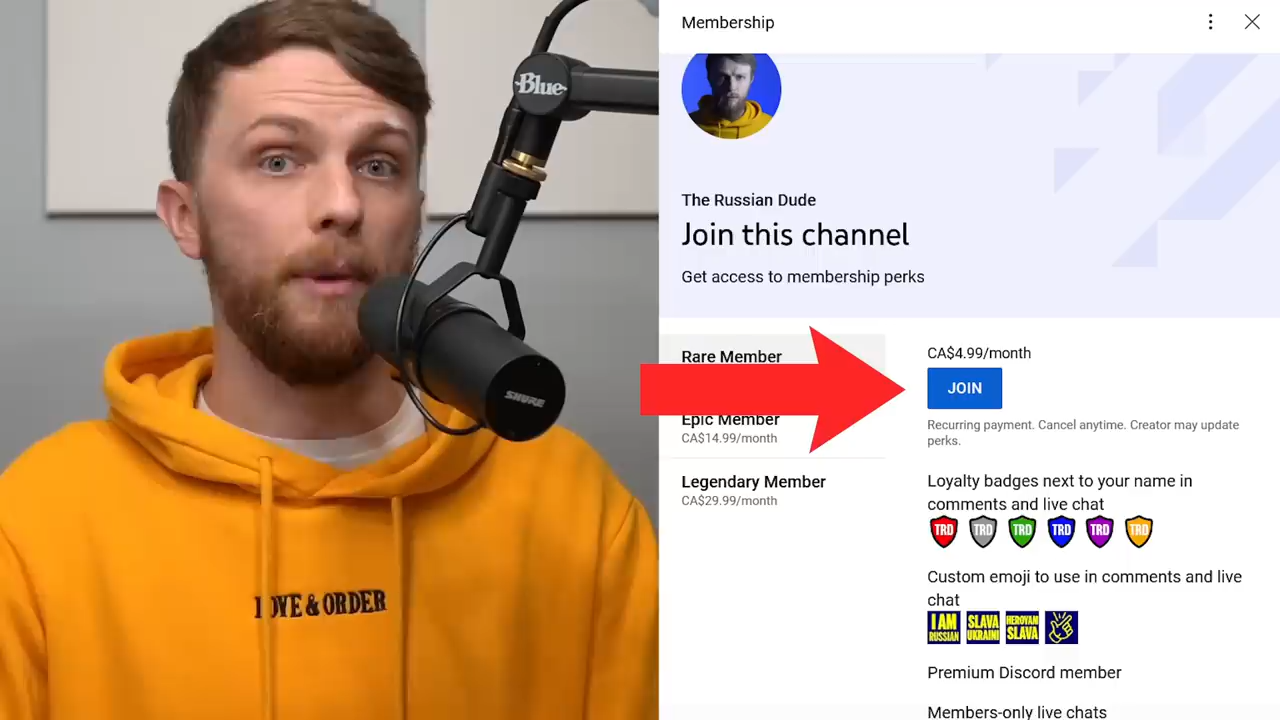 Blue
SHURE
LOVE & ORDER
Membership
The Russian Dude
Join this channel
Get access to membership perks
Rare Member
Epic Member
CA$14.99/month
Legendary Member
CA$29.99/month
CA$4.99/month
JOIN
Recurring payment. Cancel anytime. Creator may update
perks.
Loyalty badges next to your name in
comments and live chat
TRD TRD TRD TRD TRD TRD
Custom emoji to use in comments and live
chat
I AM
RUSSIAN
SLAVA
UKRAINI
HEROYAM
SLAVA
Premium Discord member
Members-only live chats